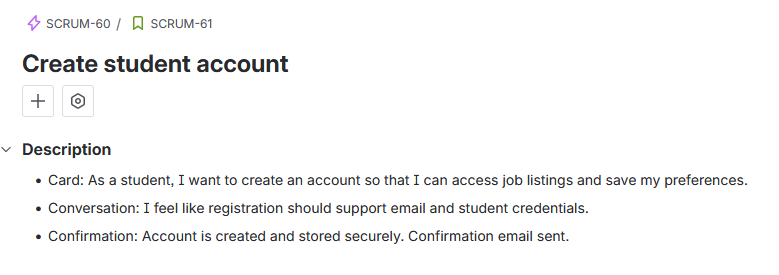 SCRUM-60 / SCRUM-61
Create student account
Description
• Card: As a student, I want to create an account so that I can access job listings and save my preferences.
• Conversation: I feel like registration should support email and student credentials.
• Confirmation: Account is created and stored securely. Confirmation email sent.